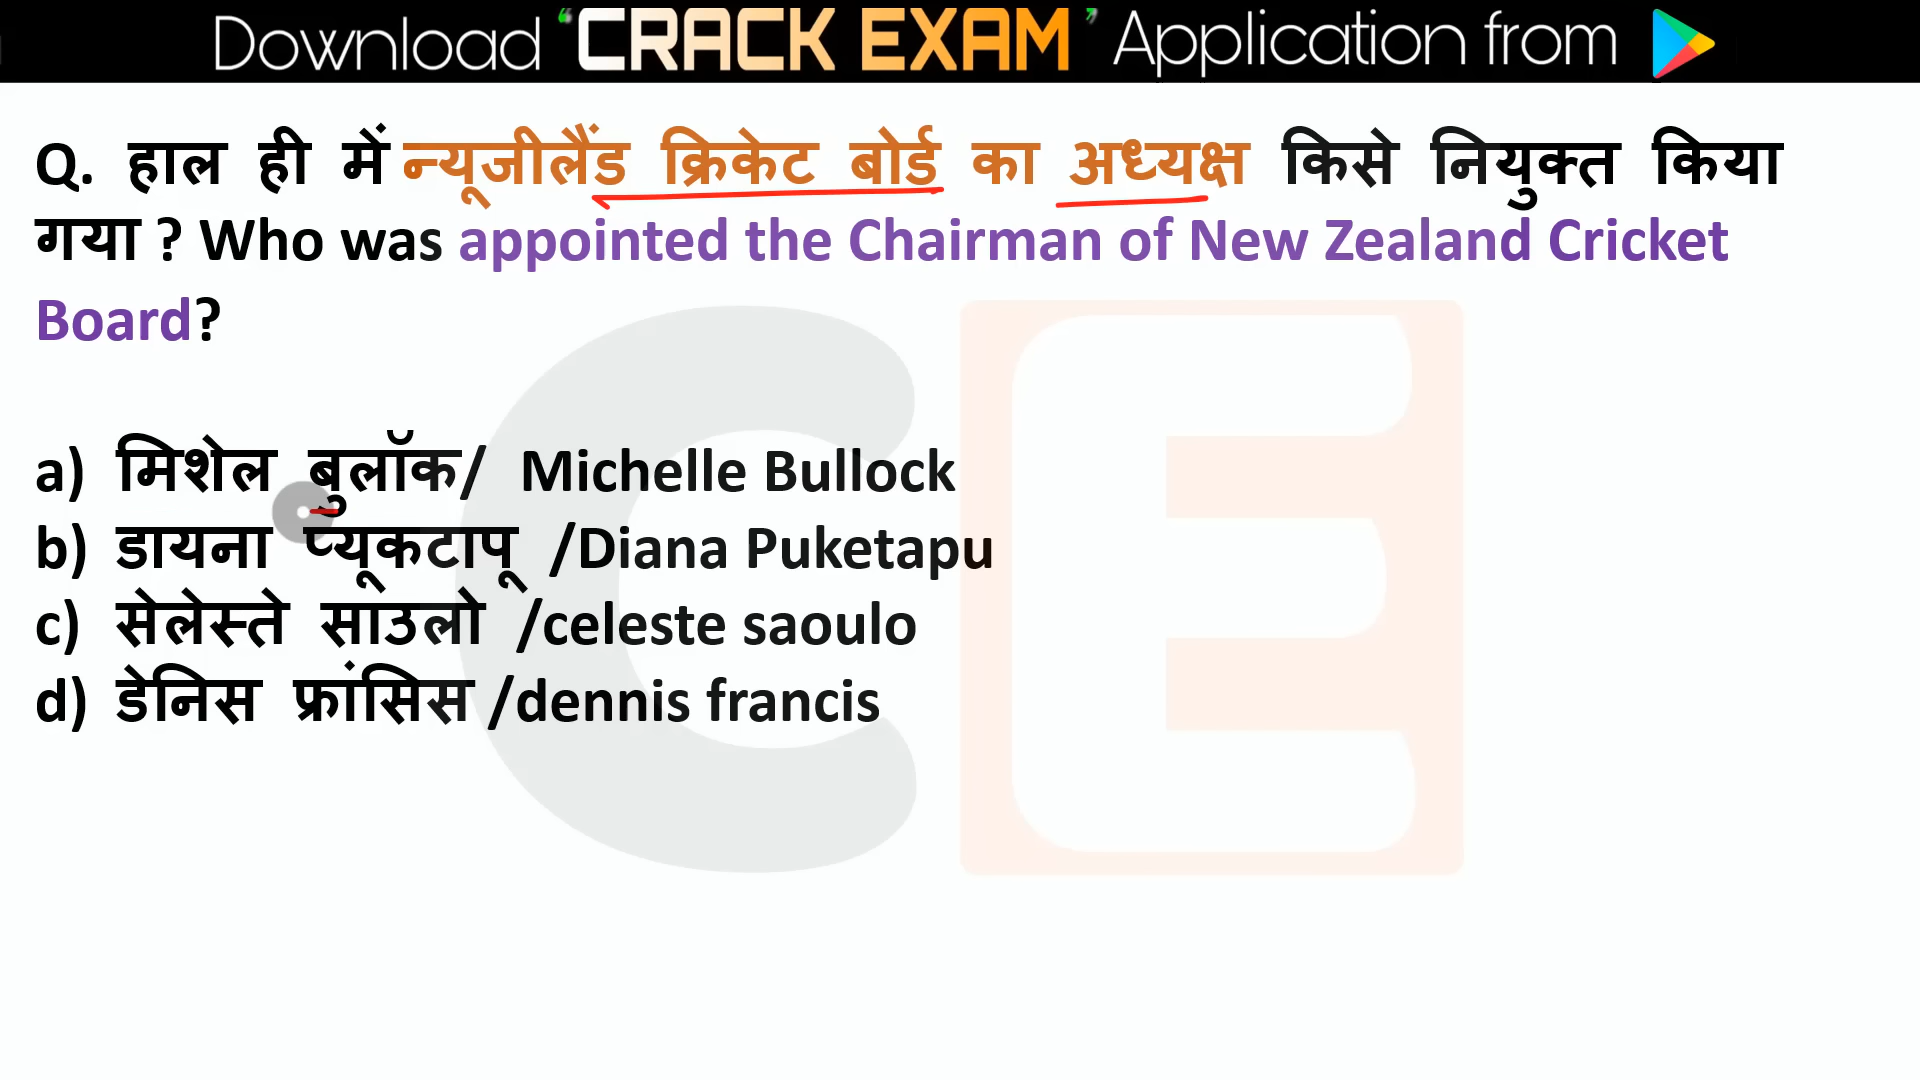 Download ‘CRACK EXAM’ Application from
Q. हाल ही में न्यूजीलैंड क्रिकेट बोर्ड का अध्यक्ष किसे नियुक्त किया
गया ? Who was appointed the Chairman of New Zealand Cricket
Board?
a) मिशेल बुलॉक/ Michelle Bullock
b) डायना प्यूकटापू /Diana Puketapu
c) सेलेस्ते साउलो /celeste saoulo
d) डेनिस फ्रांसिस /dennis francis
CE